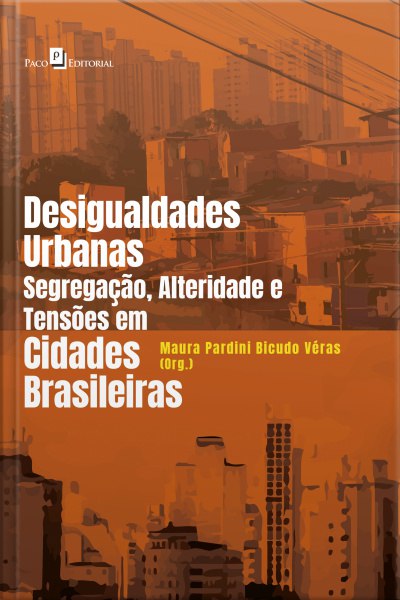 PACO P EDITORIAL
Desigualdades
Urbanas
Segregação, Alteridade e
Tensões em
Cidades
Brasileiras
Maura Pardini Bicudo Véras
(Org.)